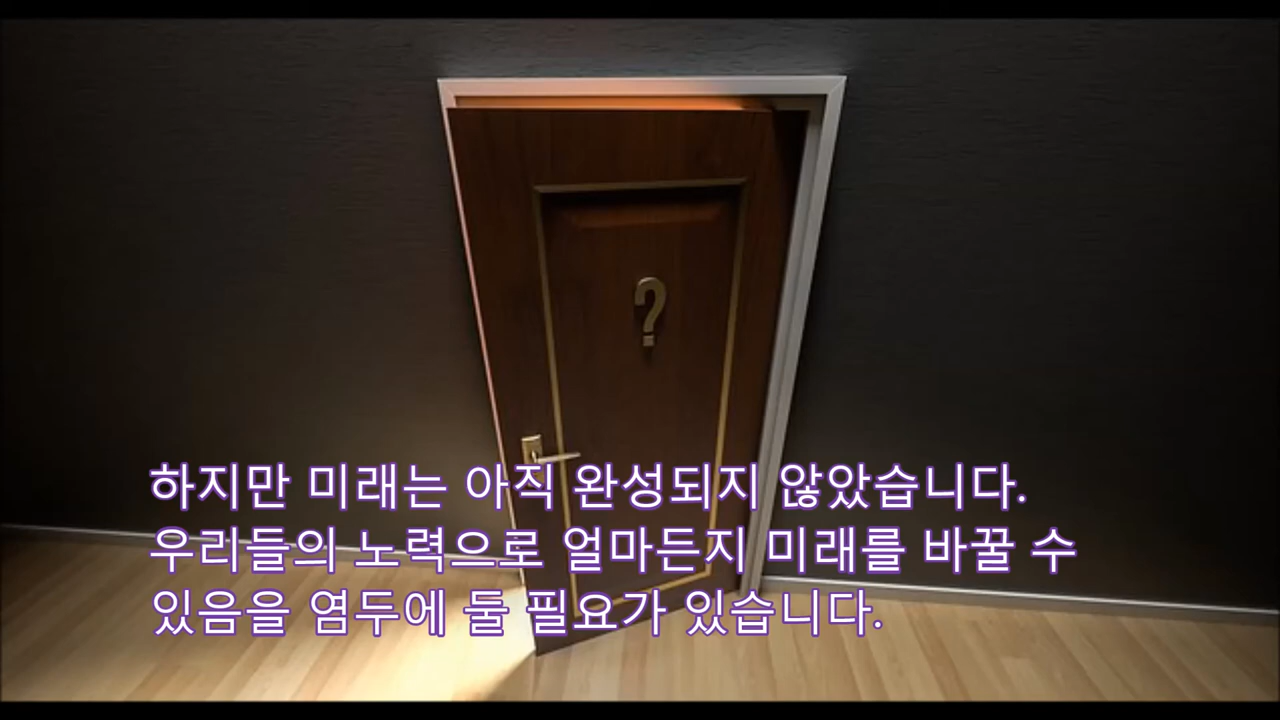 ?
하지만 미래는 아직 완성되지 않았습니다.
우리들의 노력으로 얼마든지 미래를 바꿀 수
있음을 염두에 둘 필요가 있습니다.